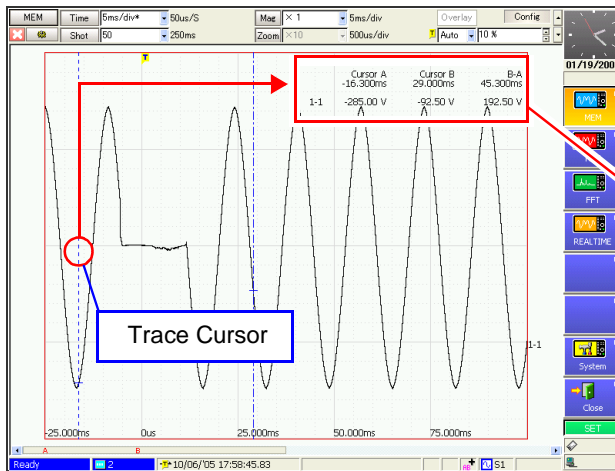 MEM Time 5ms/div* 50us/S Mag × 1 5ms/div Overlay Config
Shot 50 250ms Zoom ×10 500us/div T Auto 10 %
01/19/200
T
Cursor A Cursor B B-A
-16.300ms 29.000ms 45.300ms
1-1 -285.00 V -92.50 V 192.50 V
MEM
FFT
REALTIME
Trace Cursor
1-1
System
Close
-25.000ms 0us 25.000ms 50.000ms 75.000ms
SET
A B
Ready 2 T 10/06/'05 17:58:45.83 AB S1